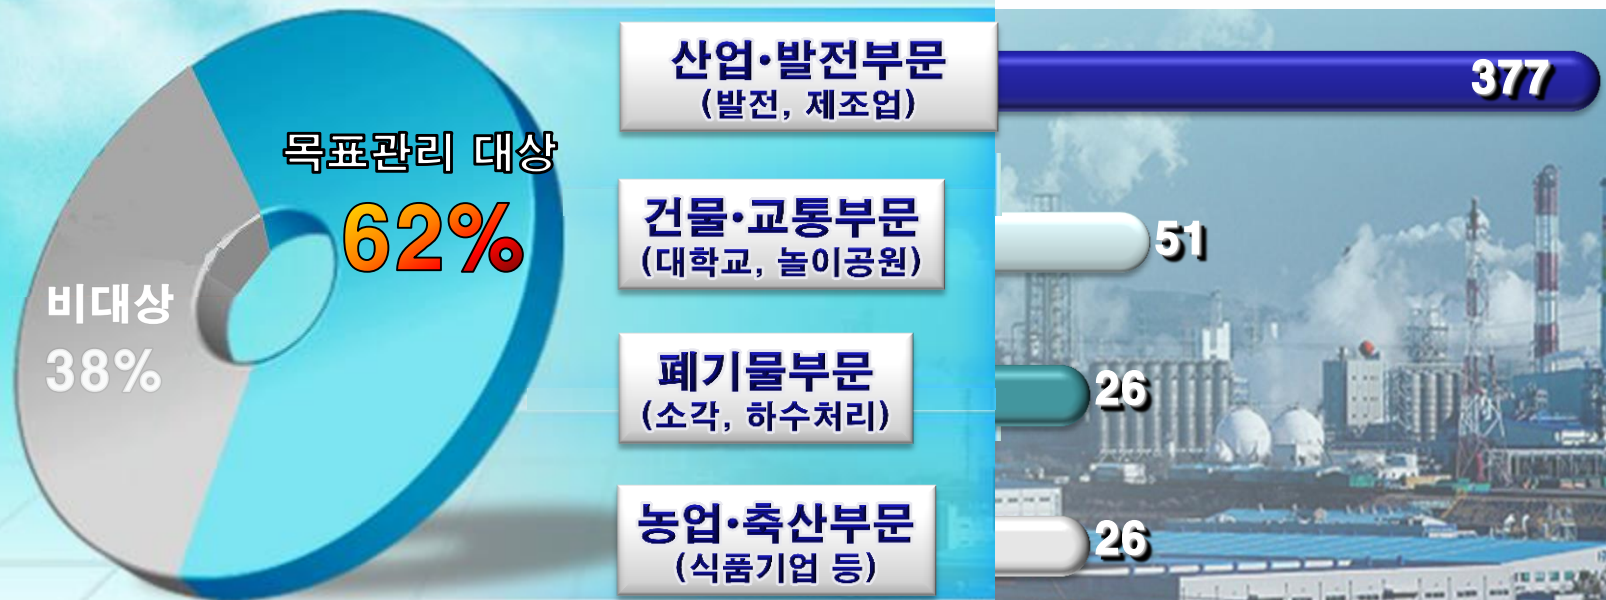 목표관리 대상
62%
비대상
38%
산업·발전부문
(발전, 제조업)
377
건물·교통부문
(대학교, 놀이공원)
51
폐기물부문
(소각, 하수처리)
26
농업·축산부문
(식품기업 등)
26